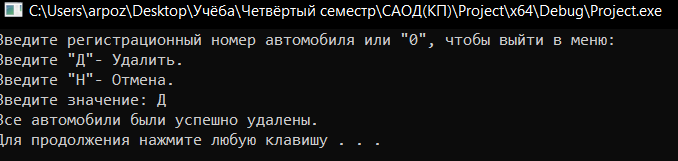 C:\Users\arpoz\Desktop\Учёба\Четвёртый семестр\САОД(КП)\Project\x64\Debug\Project.exe
Введите регистрационный номер автомобиля или "0", чтобы выйти в меню:
Введите "Д"- Удалить.
Введите "Н"- Отмена.
Введите значение: Д
Все автомобили были успешно удалены.
Для продолжения нажмите любую клавишу . . .